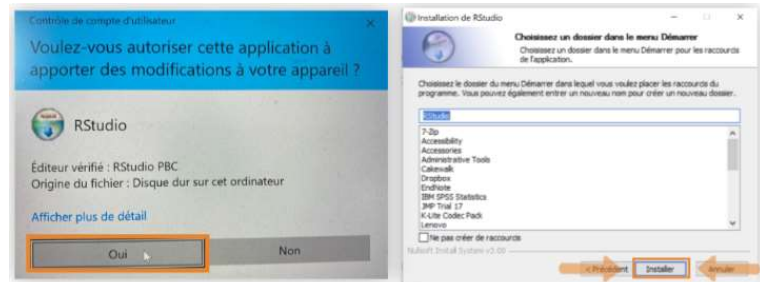 Contrôle de compte d'utilisateur
Voulez-vous autoriser cette application à
apporter des modifications à votre appareil ?
RStudio
Éditeur vérifié : RStudio PBC
Origine du fichier : Disque dur sur cet ordinateur
Afficher plus de détail
Oui
Non
Installation de RStudio
Choisissez un dossier dans le menu Démarrer
Choisissez un dossier dans le menu Démarrer pour les raccourcis
de l'application.
Choisissez le dossier du menu Démarrer dans lequel vous voulez placer les raccourcis du
programme. Vous pouvez également entrer un nouveau nom pour créer un nouveau dossier.
RStudio
7-Zip
Accessibility
Accessories
Administrative Tools
Cakewalk
Dropbox
EndNote
IBM SPSS Statistics
JMP Trial 17
K-Lite Codec Pack
Lenovo
Ne pas créer de raccourcis
Nullsoft Install System v3.08
< Précédent
Installer
Annuler